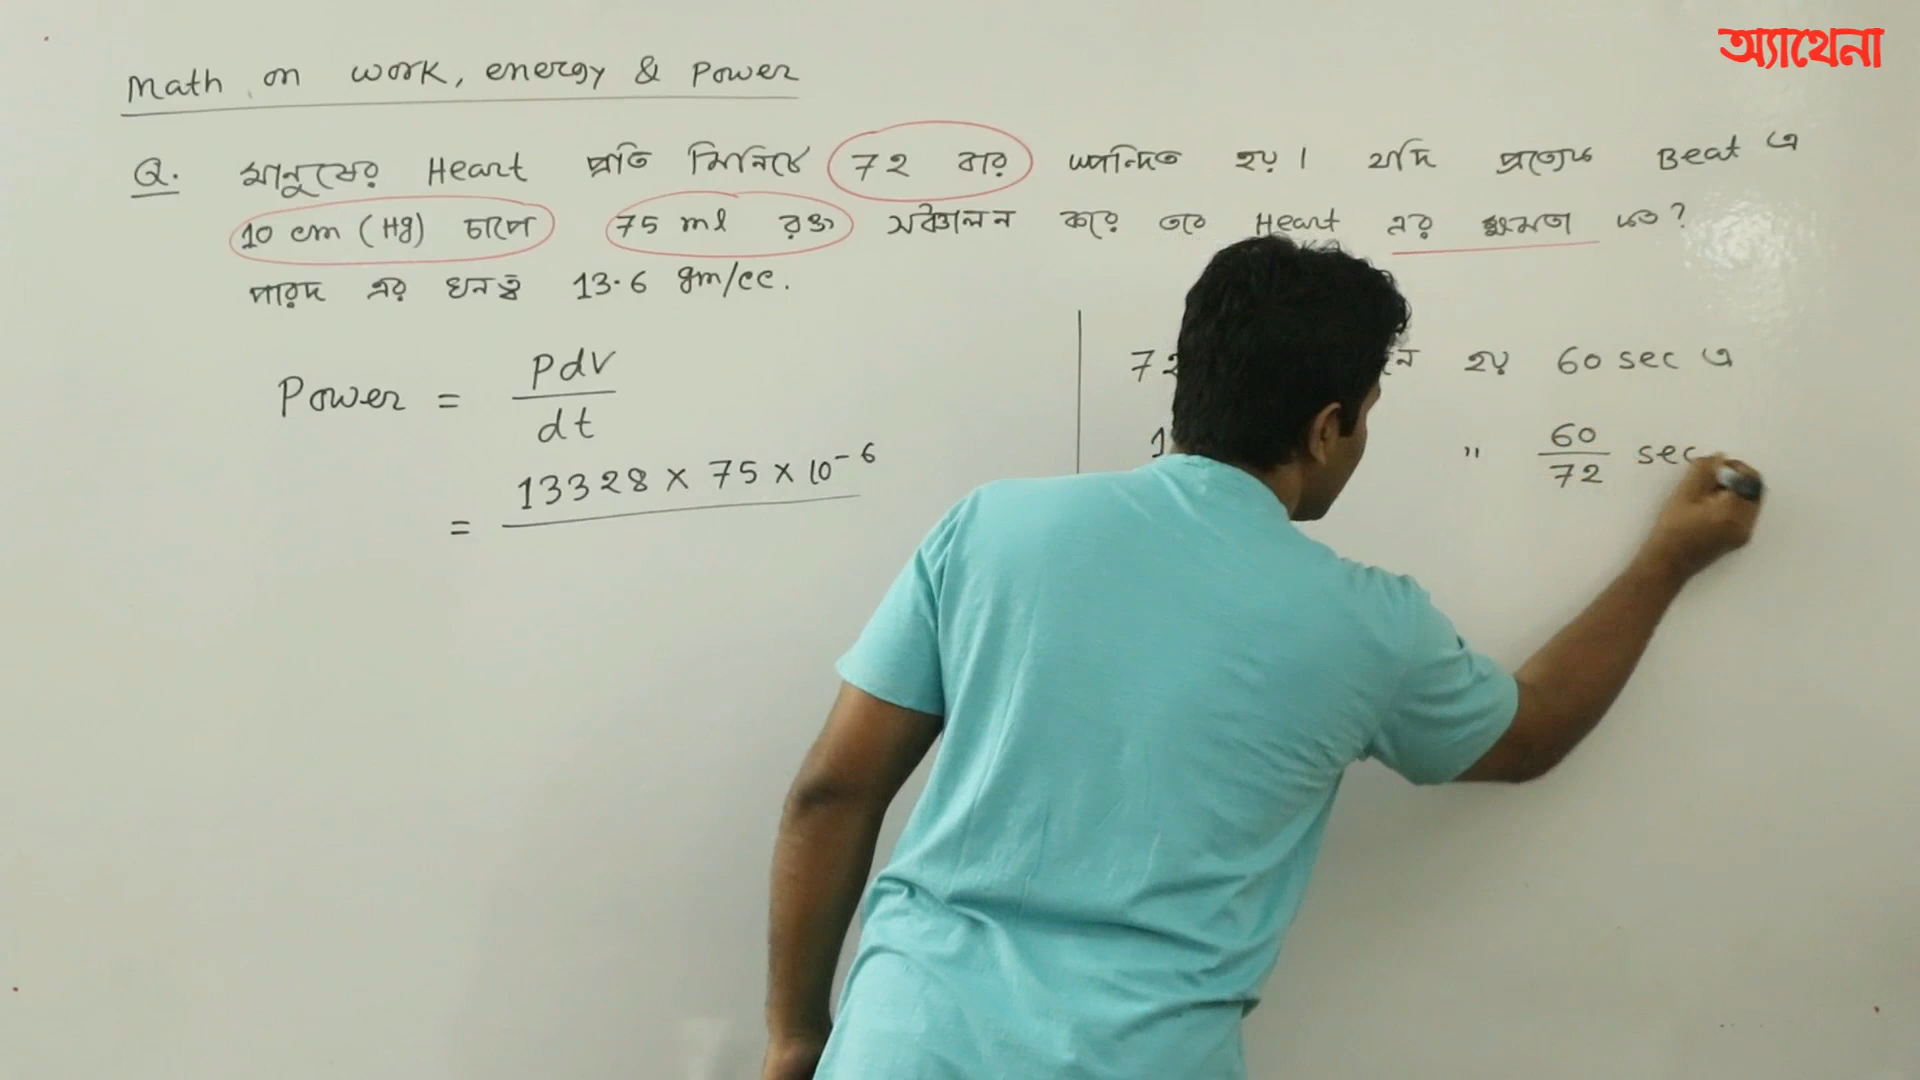 অ্যাথেনা
Math on work, energy & Power
Q. মানুষের Heart প্রতি মিনিটে 72 বার স্পন্দিত হয়। যদি প্রত্যেক Beat এ
10 cm (Hg) চাপে 75 ml রক্ত সঞ্চালন করে তবে Heart এর ক্ষমতা কত?
পারদ এর ঘনত্ব 13.6 gm/cc.
Power = PdV / dt
= 13328 × 75 × 10⁻⁶
72 হয় 60 sec এ
1 " 60/72 sec